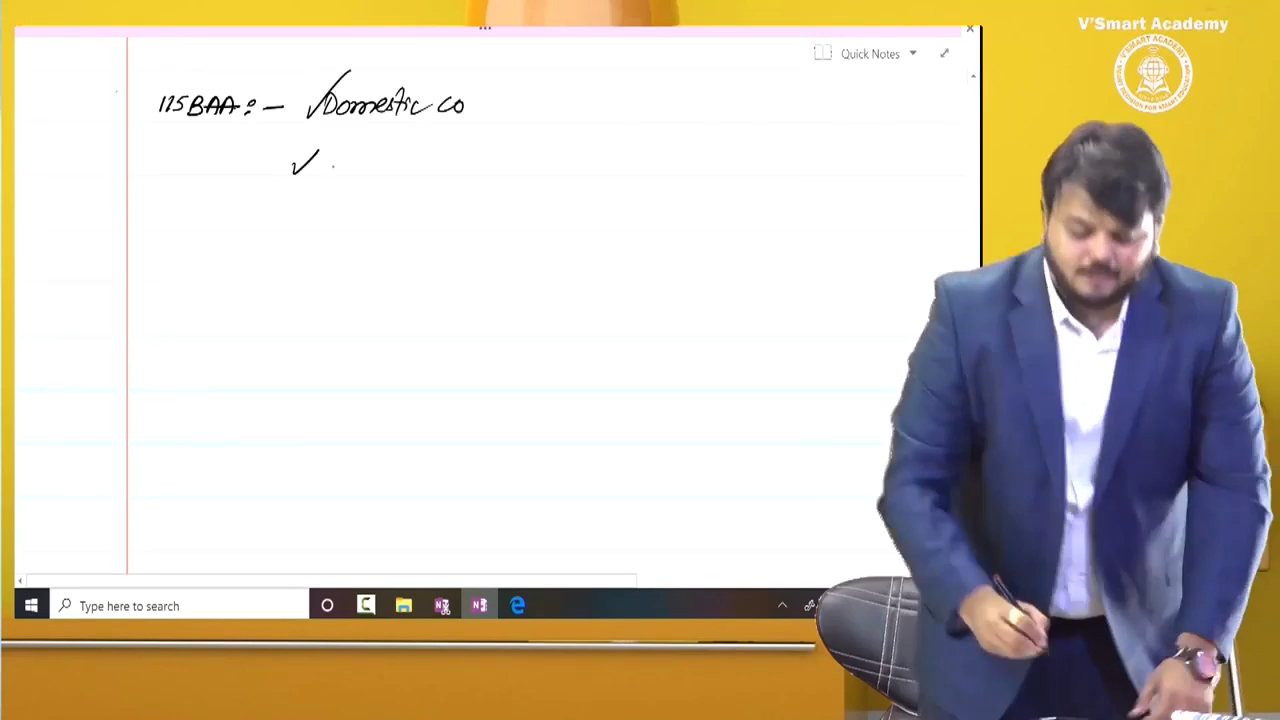 V'Smart Academy
Quick Notes
115BAA :- ✓Domestic co
✓
Type here to search